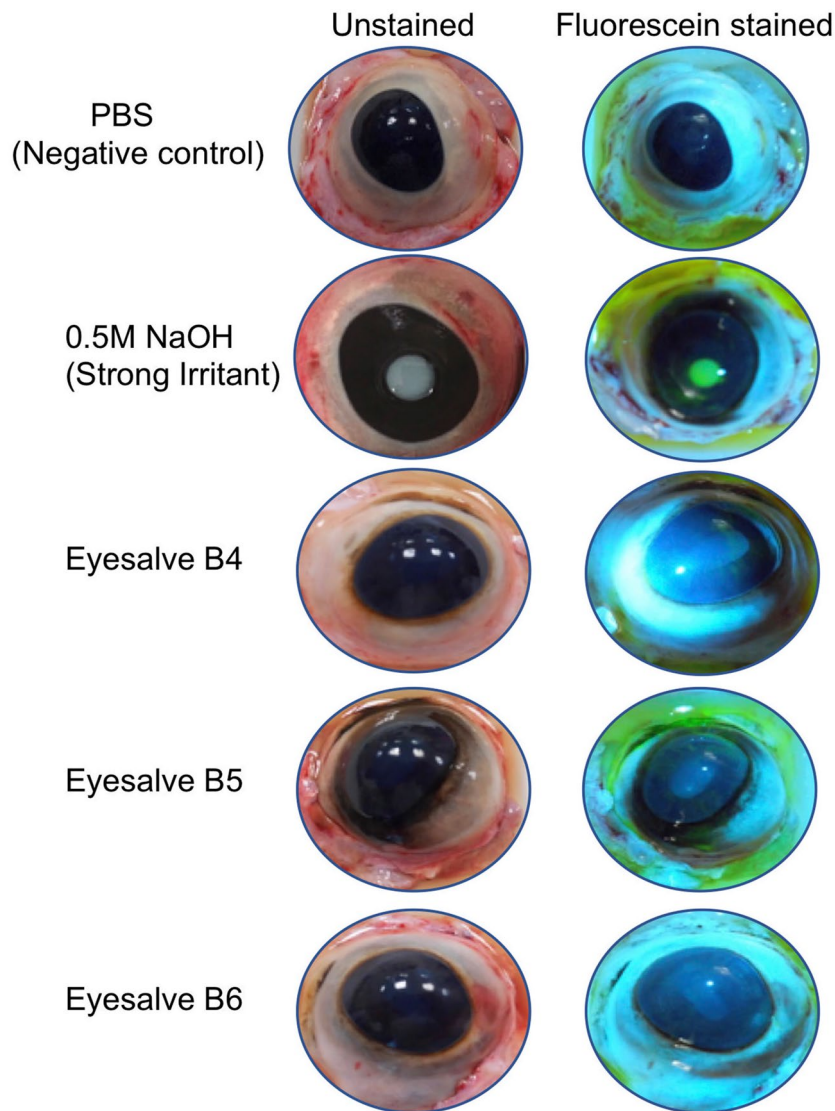 Unstained Fluorescein stained
PBS
(Negative control)
0.5M NaOH
(Strong Irritant)
Eyesalve B4
Eyesalve B5
Eyesalve B6